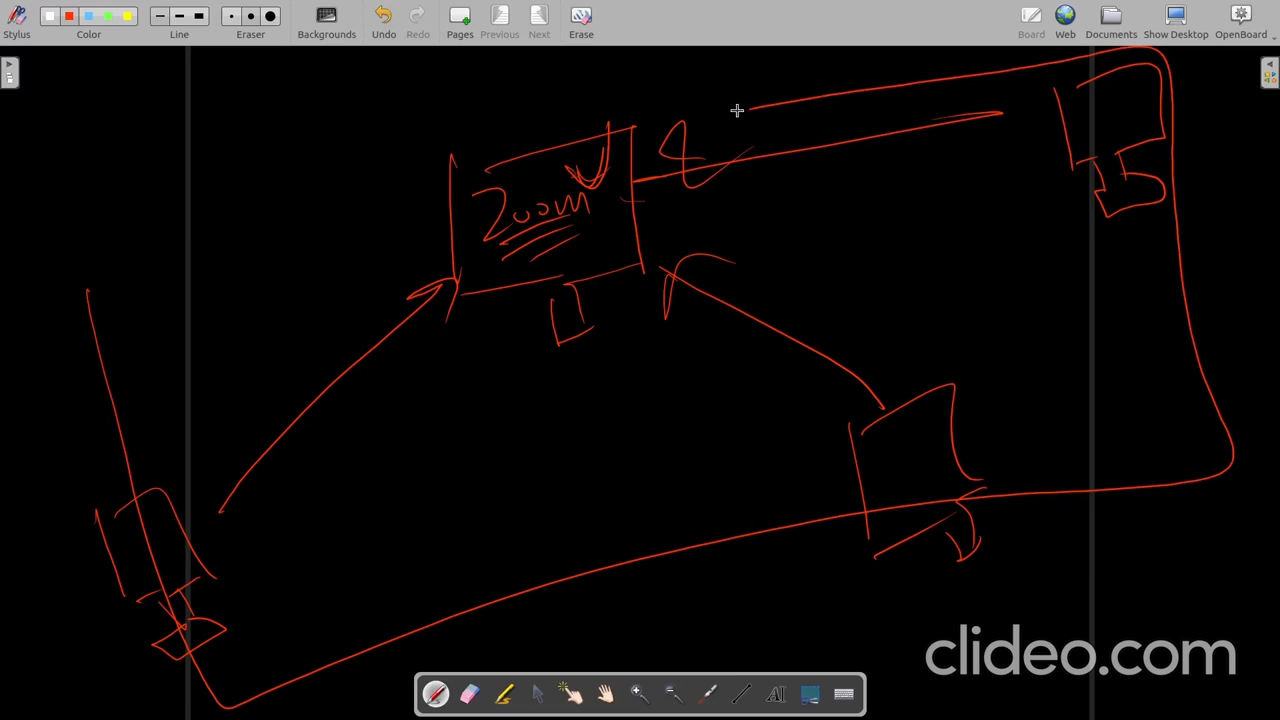 Stylus
Color
Line
Eraser
Backgrounds
Undo
Redo
Pages
Previous
Next
Erase
Board
Web
Documents
Show Desktop
OpenBoard
zoom
clideo.com